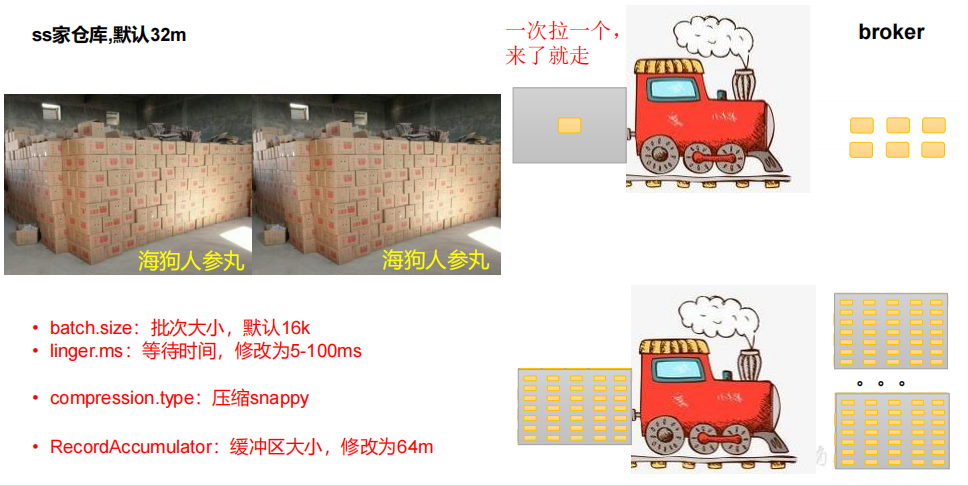 ss家仓库,默认32m
一次拉一个，
来了就走
broker
海狗人参丸
海狗人参丸
• batch.size：批次大小，默认16k
• linger.ms：等待时间，修改为5-100ms
• compression.type：压缩snappy
• RecordAccumulator：缓冲区大小，修改为64m